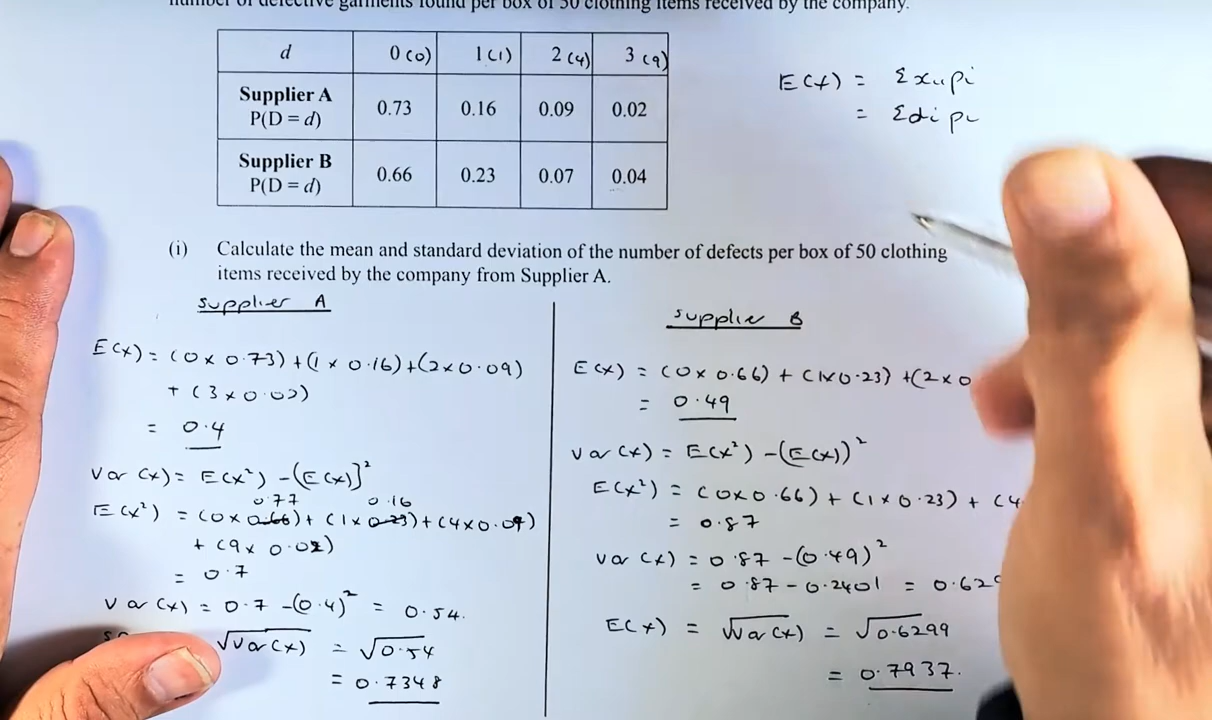 number of defective garments found per box of 50 clothing items received by the company.
d 0 (0) 1 (1) 2 (4) 3 (9)
Supplier A
P(D = d) 0.73 0.16 0.09 0.02
Supplier B
P(D = d) 0.66 0.23 0.07 0.04
E(x) = Σxipi
= Σdipi
(i) Calculate the mean and standard deviation of the number of defects per box of 50 clothing
items received by the company from Supplier A.
Supplier A
E(x) = (0 x 0.73) + (1 x 0.16) + (2 x 0.09)
+ (3 x 0.02)
= 0.4
Var (x) = E(x²) - (E(x)]²
0.77 0.16
E(x²) = (0 x 0.66) + (1 x 0.23) + (4 x 0.09)
+ (9 x 0.02)
= 0.7
Var (x) = 0.7 - (0.4)² = 0.54.
√Var(x) = √0.54
= 0.7348
Supplie B
E(x) = (0 x 0.66) + (1x0.23) + (2 x 0
= 0.49
Var (x) = E(x²) - (E(x))²
E(x²) = (0x0.66) + (1 x 0.23) + (4
= 0.87
Var (x) = 0.87 - (0.49)²
= 0.87 - 0.2401 = 0.629
E(x) = √Var(x) = √0.6299
= 0.7937.